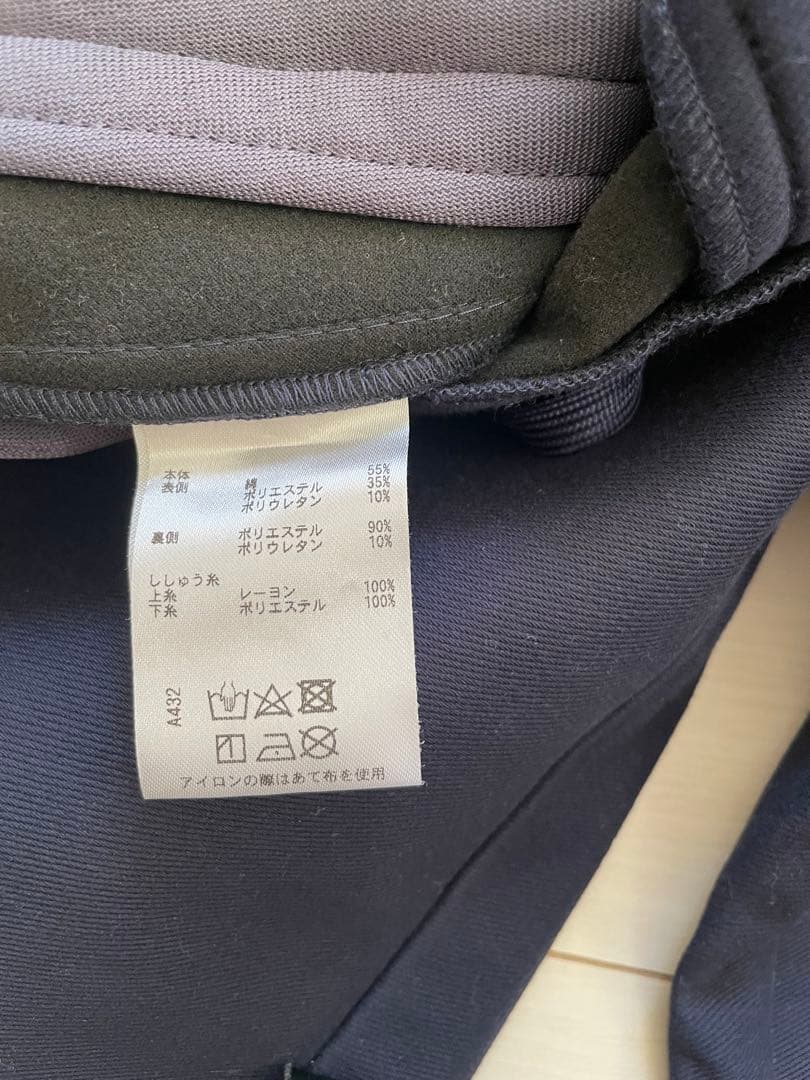 本体 55%
表側 綿 35%
ポリエステル 10%
ポリウレタン
裏側 ポリエステル 90%
ポリウレタン 10%
ししゅう糸
上糸 レーヨン 100%
下糸 ポリエステル 100%
A432
アイロンの際はあて布を使用